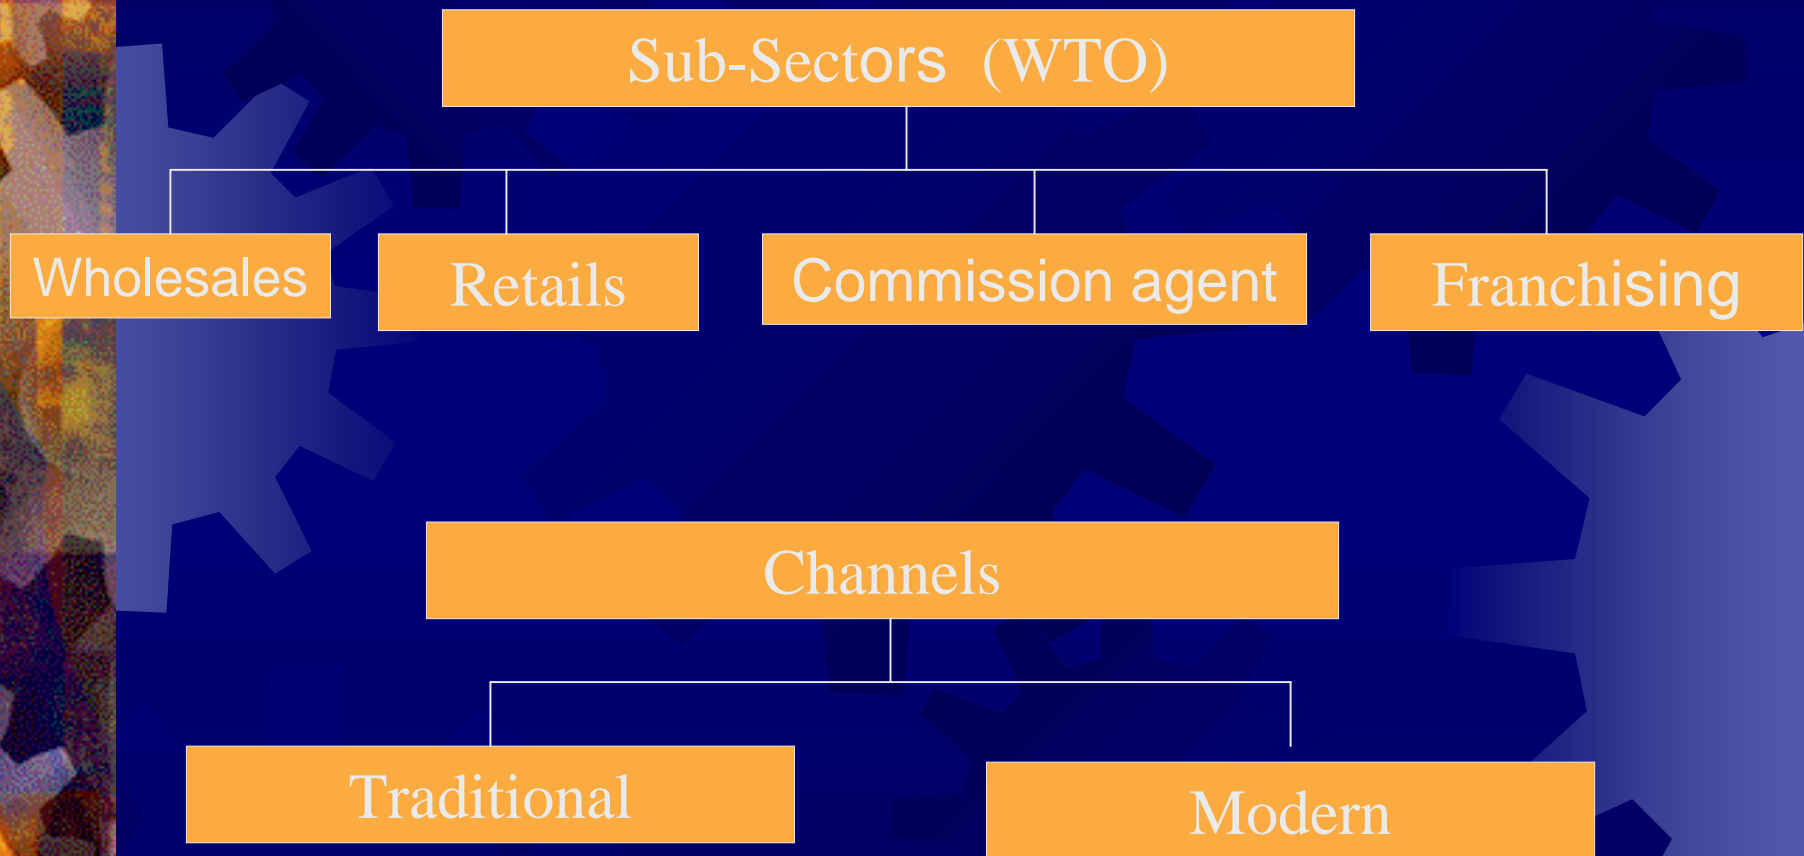 Sub-Sectors (WTO)
Wholesales
Retails
Commission agent
Franchising
Channels
Traditional
Modern